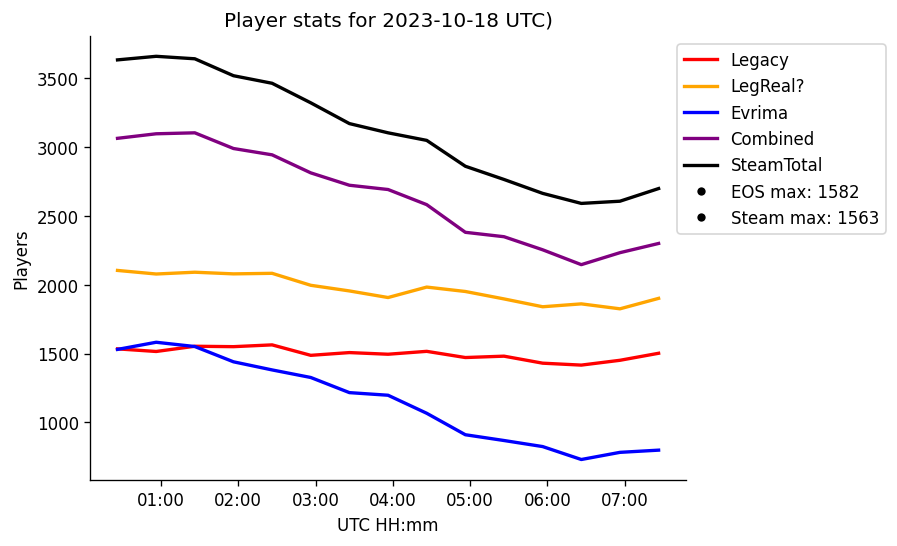 Player stats for 2023-10-18 UTC)
Legacy
LegReal?
Evrima
Combined
SteamTotal
EOS max: 1582
Steam max: 1563
3500
3000
2500
2000
1500
1000
Players
01:00 02:00 03:00 04:00 05:00 06:00 07:00
UTC HH:mm